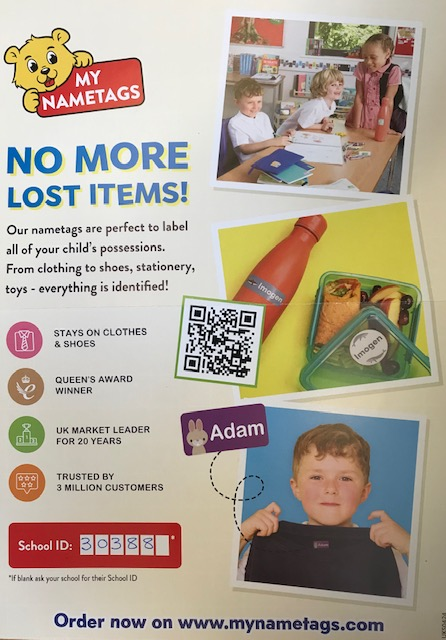 MY
NAMETAGS
NO MORE
LOST ITEMS!
Our nametags are perfect to label
all of your child's possessions.
From clothing to shoes, stationery,
toys - everything is identified!
Imogen
Imogen
STAYS ON CLOTHES
& SHOES
QUEEN'S AWARD
WINNER
UK MARKET LEADER
FOR 20 YEARS
TRUSTED BY
3 MILLION CUSTOMERS
Adam
School ID: 30388 *
*If blank ask your school for their School ID
Order now on www.mynametags.com